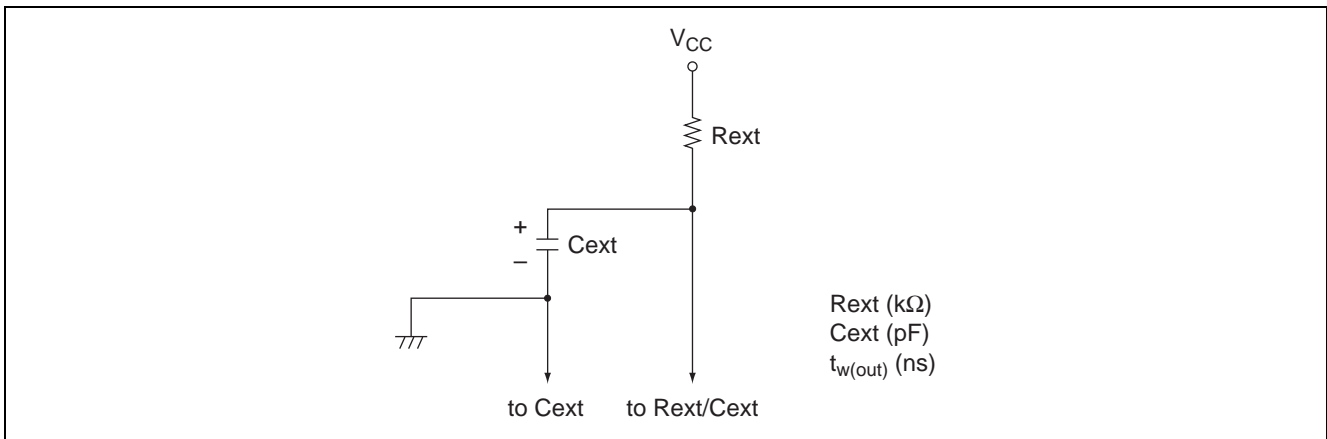 VCC
Rext
+
Cext
–
Rext (kΩ)
Cext (pF)
tw(out) (ns)
to Cext to Rext/Cext